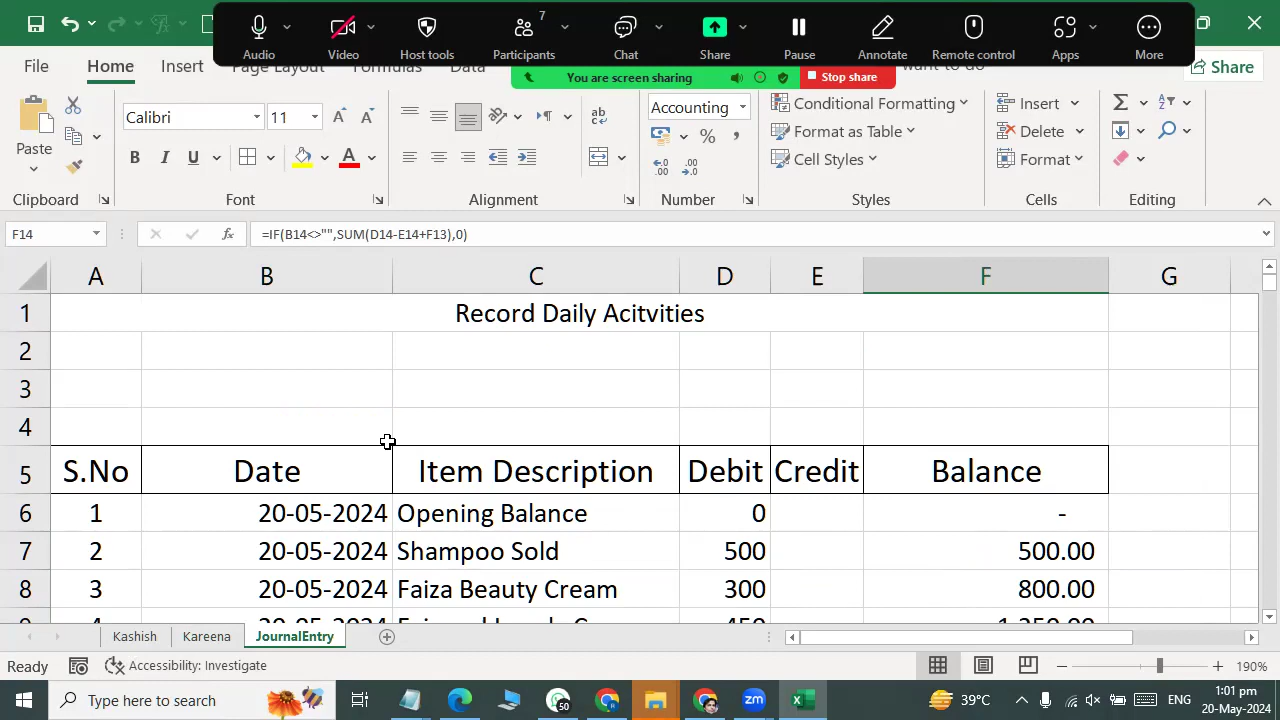 Audio
Video
Host tools
7
Participants
Chat
Share
Pause
Annotate
Remote control
Apps
More
You are screen sharing
Stop share
File
Home
Insert
Page Layout
Formulas
Data
want to do
Share
Paste
Calibri
11
Accounting
Conditional Formatting
Format as Table
Cell Styles
Insert
Delete
Format
Clipboard
Font
Alignment
Number
Styles
Cells
Editing
F14
=IF(B14<>"",SUM(D14-E14+F13),0)
A B C D E F G
1 Record Daily Acitvities
2
3
4
5 S.No Date Item Description Debit Credit Balance
6 1 20-05-2024 Opening Balance 0 -
7 2 20-05-2024 Shampoo Sold 500 500.00
8 3 20-05-2024 Faiza Beauty Cream 300 800.00
Kashish
Kareena
JournalEntry
Ready
Accessibility: Investigate
190%
Type here to search
50
39°C
ENG
1:01 pm
20-May-2024